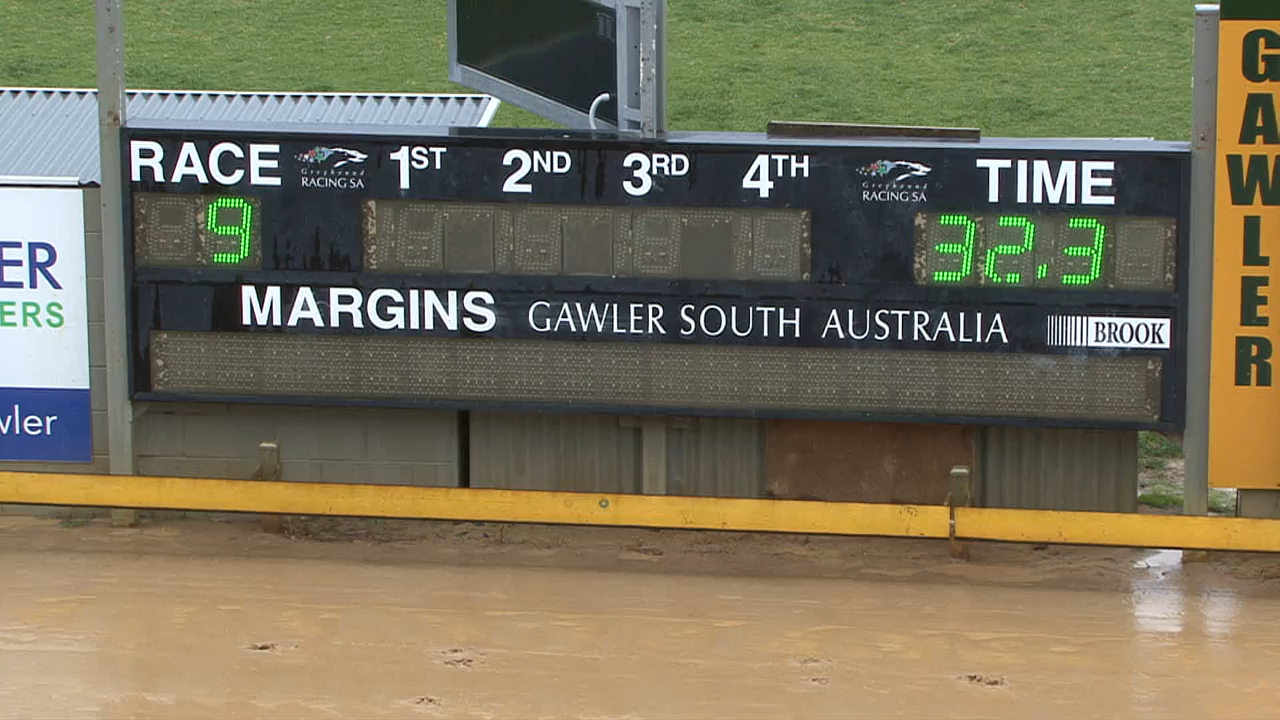 RACE
Greyhound
RACING SA
1ST 2ND 3RD 4TH
Greyhound
RACING SA
TIME
9
32.3
MARGINS GAWLER SOUTH AUSTRALIA BROOK
ER
ERS
wler
GAWLER